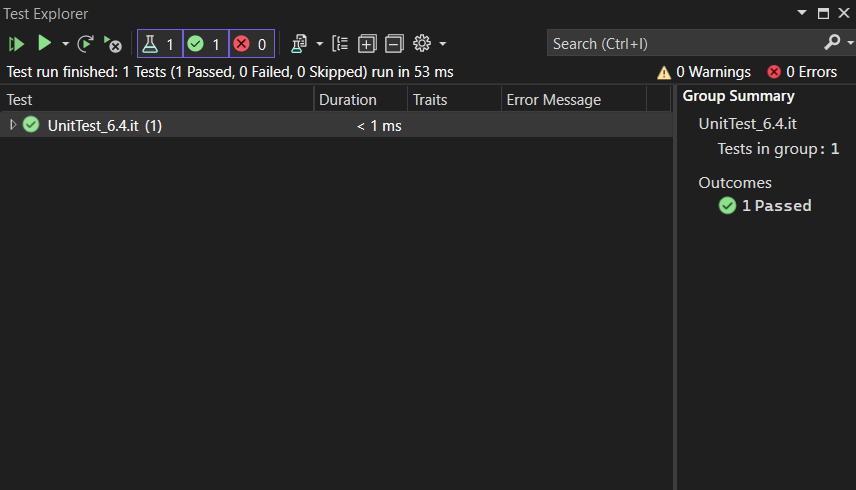 Test Explorer
1 1 0
Search (Ctrl+I)
Test run finished: 1 Tests (1 Passed, 0 Failed, 0 Skipped) run in 53 ms
0 Warnings
0 Errors
Test Duration Traits Error Message
UnitTest_6.4.it (1) < 1 ms
Group Summary
UnitTest_6.4.it
Tests in group: 1
Outcomes
1 Passed